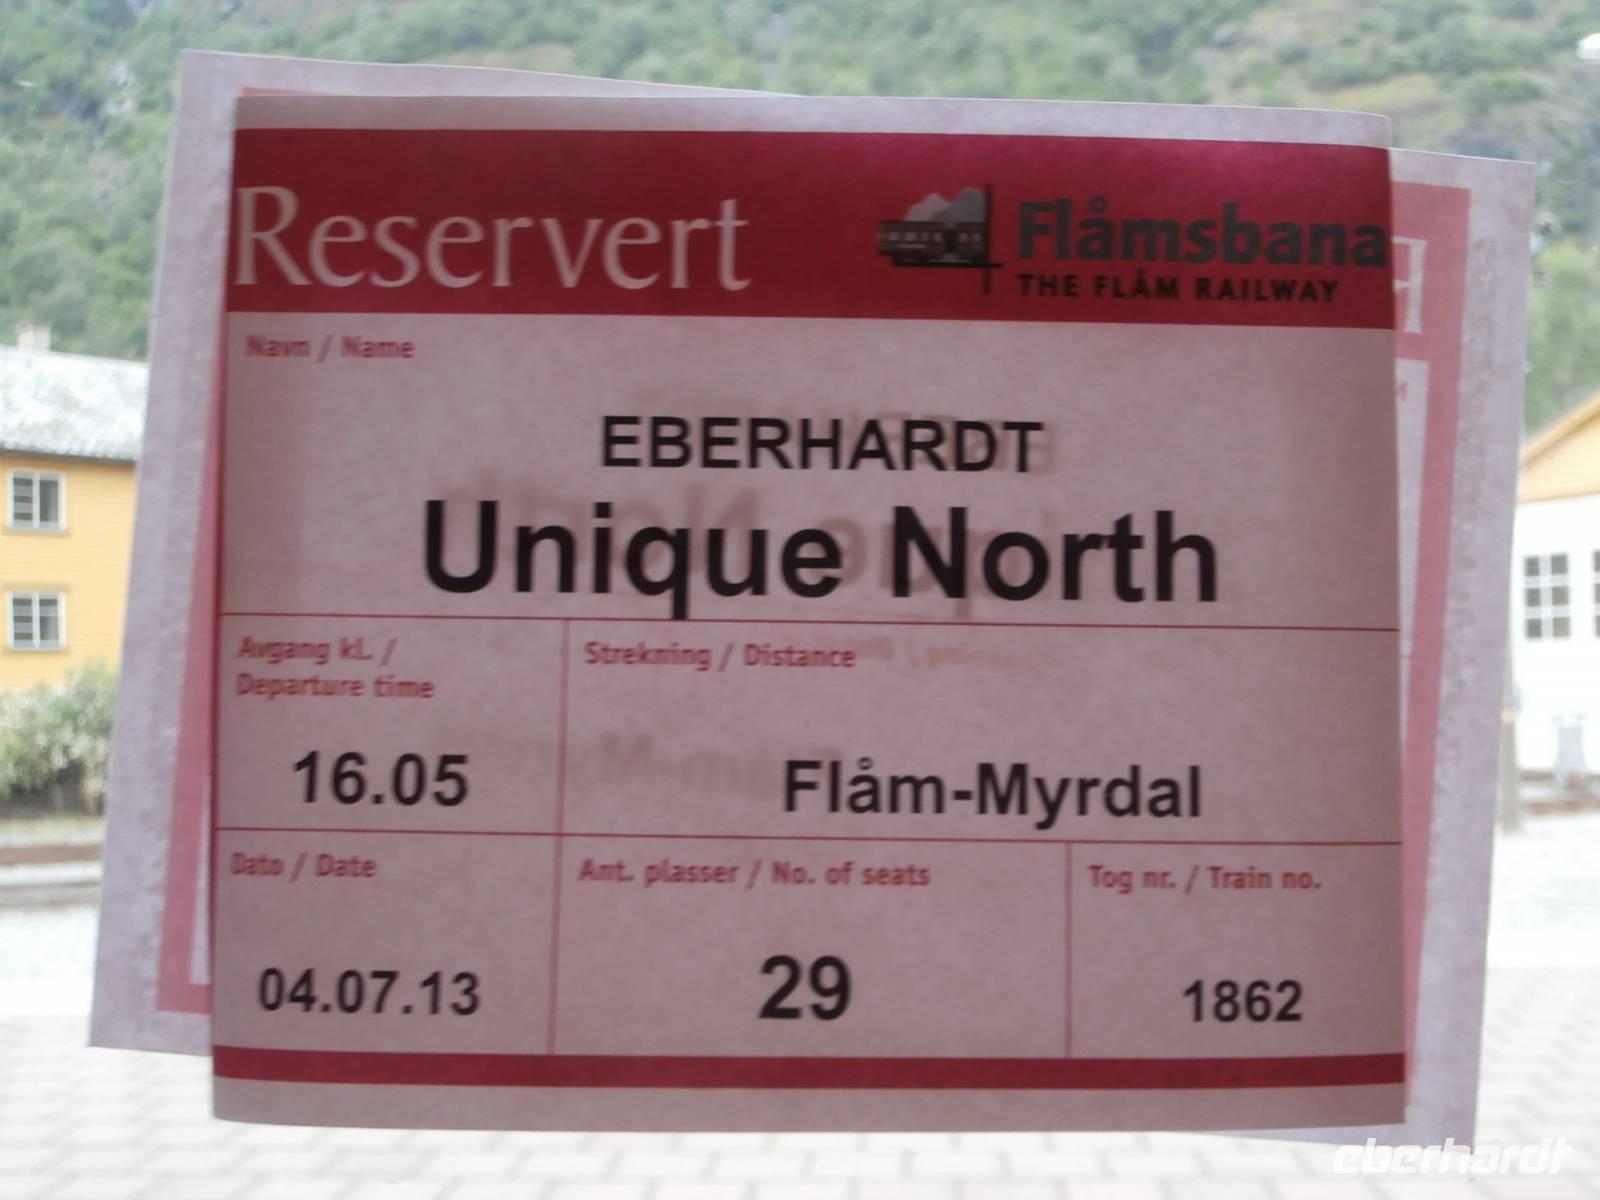 Reservert
Flåmsbana
THE FLÅM RAILWAY
Navn / Name
EBERHARDT
Unique North
Avgang kl. /
Departure time
16.05
Strekning / Distance
Flåm-Myrdal
Dato / Date
04.07.13
Ant. plasser / No. of seats
29
Tog nr. / Train no.
1862
eberhardt